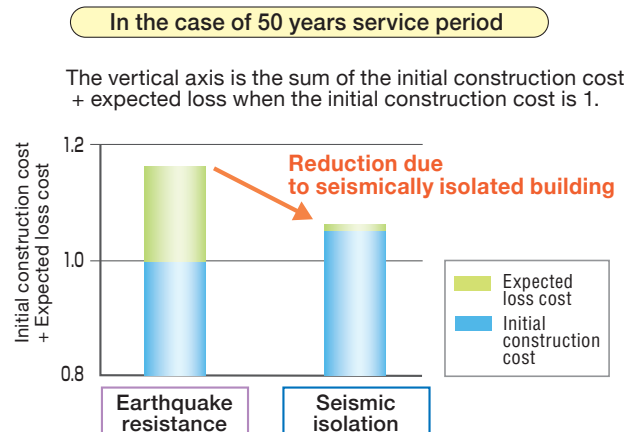 In the case of 50 years service period
The vertical axis is the sum of the initial construction cost
+ expected loss when the initial construction cost is 1.
Initial construction cost
+ Expected loss cost
1.2
1.0
0.8
Reduction due
to seismically isolated building
Expected
loss cost
Initial
construction
cost
Earthquake
resistance
Seismic
isolation